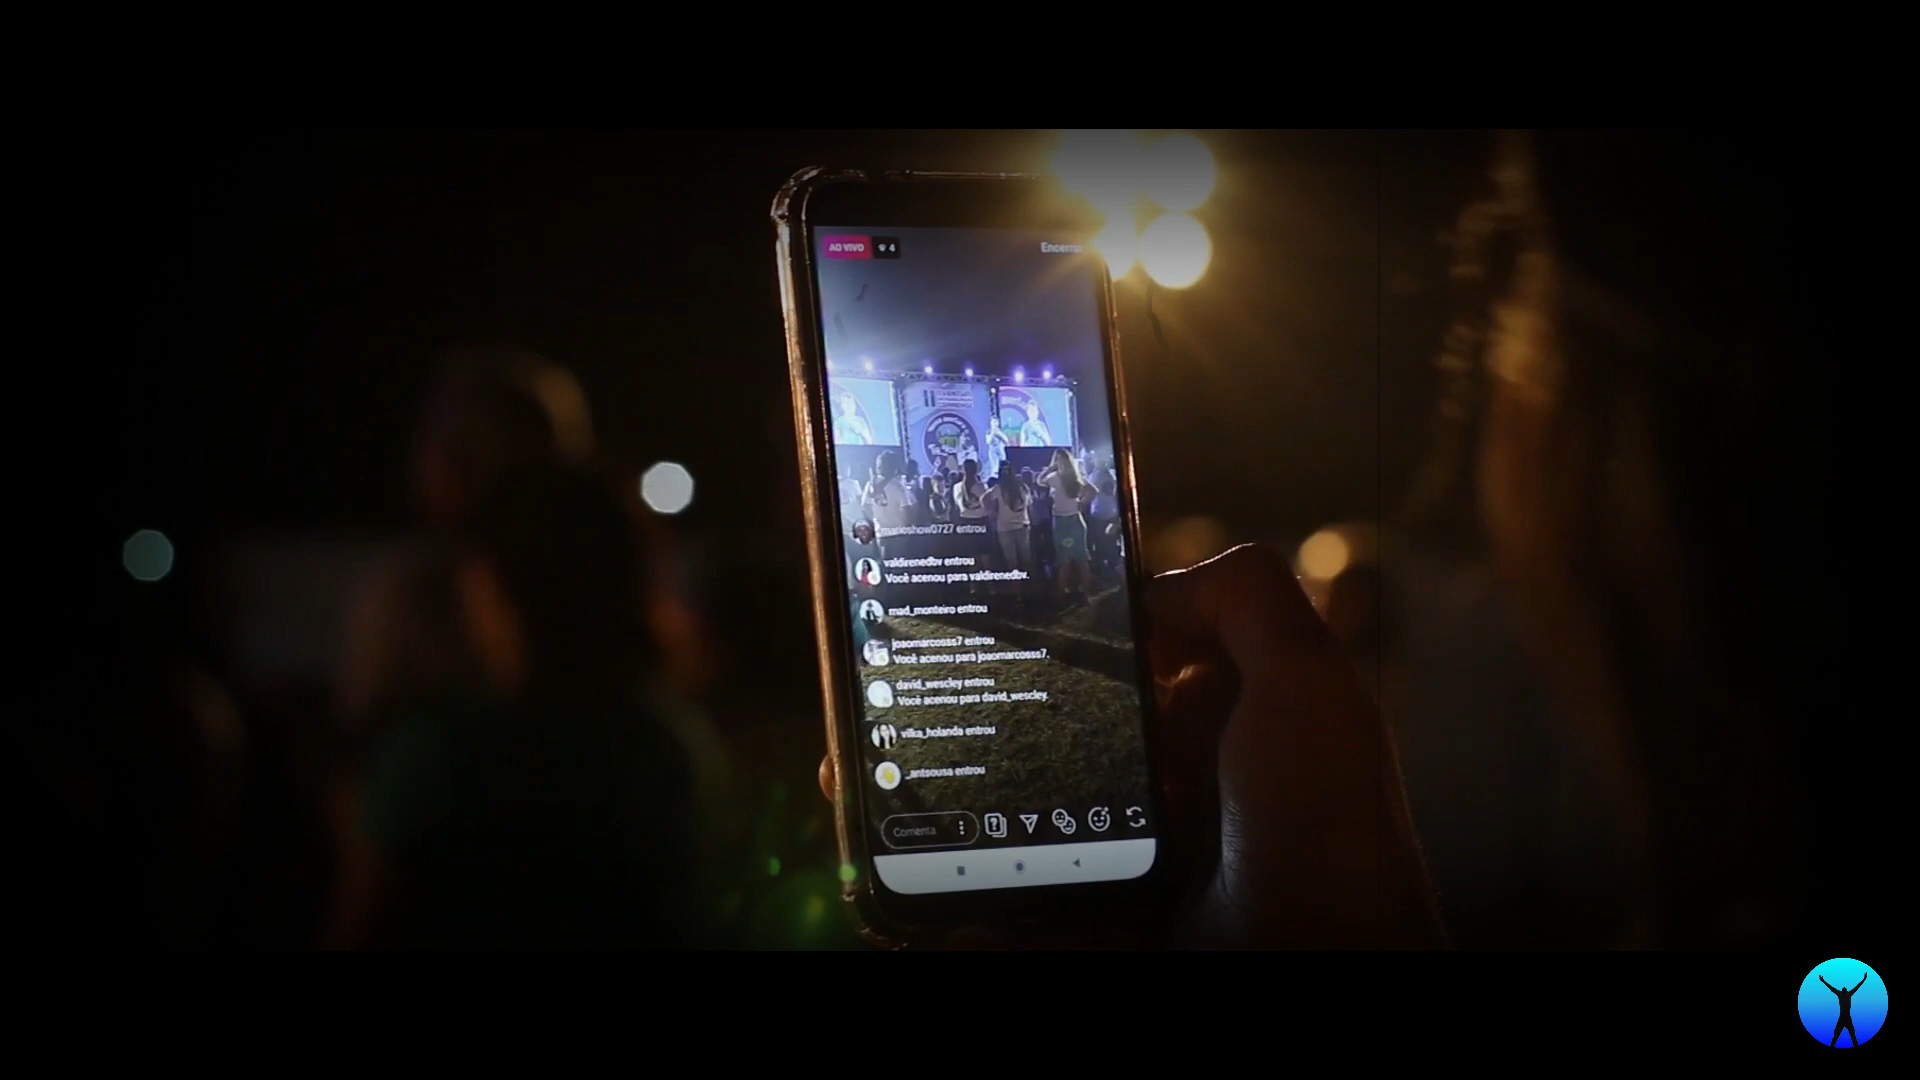 AO VIVO 4
marioshow0727 entrou
valdirenedbv entrou
Você acenou para valdirenedbv.
mad_monteiro entrou
joaomarcosss7 entrou
Você acenou para joaomarcosss7.
david_wescley entrou
Você acenou para david_wescley.
vilka_holanda entrou
_antsousa entrou
Comenta